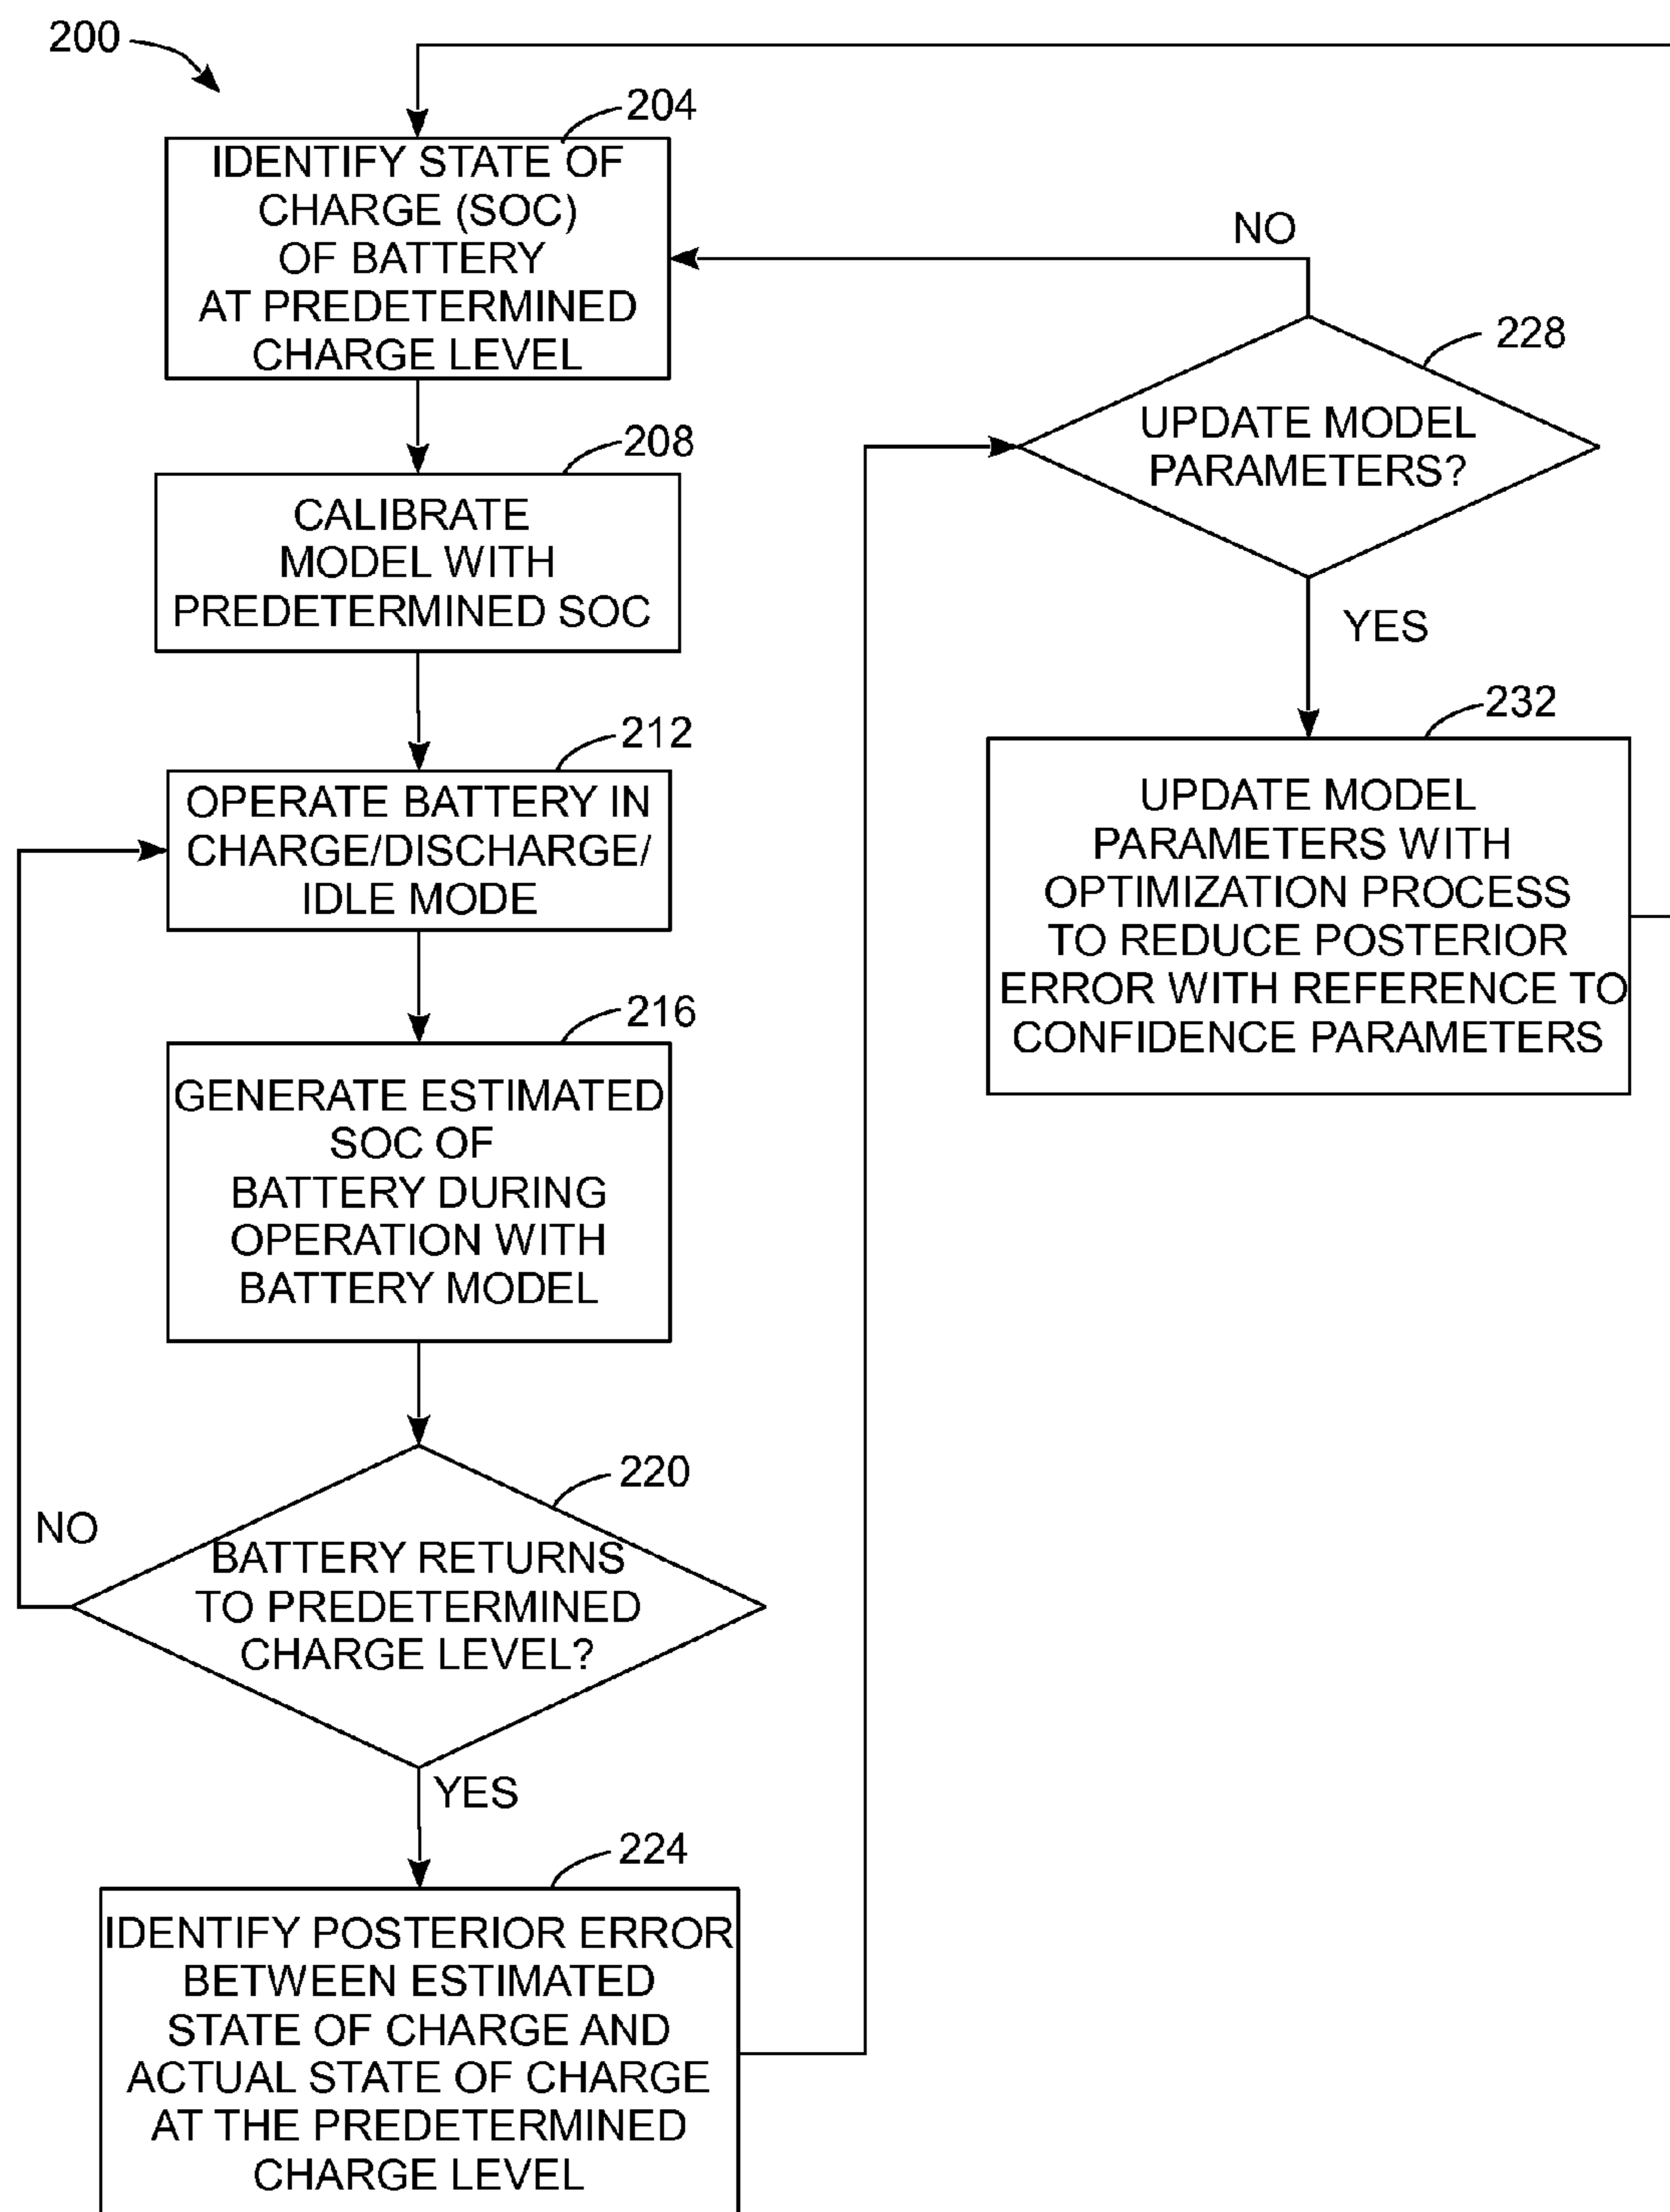 200
204
IDENTIFY STATE OF
CHARGE (SOC)
OF BATTERY
AT PREDETERMINED
CHARGE LEVEL
208
CALIBRATE
MODEL WITH
PREDETERMINED SOC
212
OPERATE BATTERY IN
CHARGE/DISCHARGE/
IDLE MODE
216
GENERATE ESTIMATED
SOC OF
BATTERY DURING
OPERATION WITH
BATTERY MODEL
220
NO
BATTERY RETURNS
TO PREDETERMINED
CHARGE LEVEL?
YES
224
IDENTIFY POSTERIOR ERROR
BETWEEN ESTIMATED
STATE OF CHARGE AND
ACTUAL STATE OF CHARGE
AT THE PREDETERMINED
CHARGE LEVEL
NO
228
UPDATE MODEL
PARAMETERS?
YES
232
UPDATE MODEL
PARAMETERS WITH
OPTIMIZATION PROCESS
TO REDUCE POSTERIOR
ERROR WITH REFERENCE TO
CONFIDENCE PARAMETERS